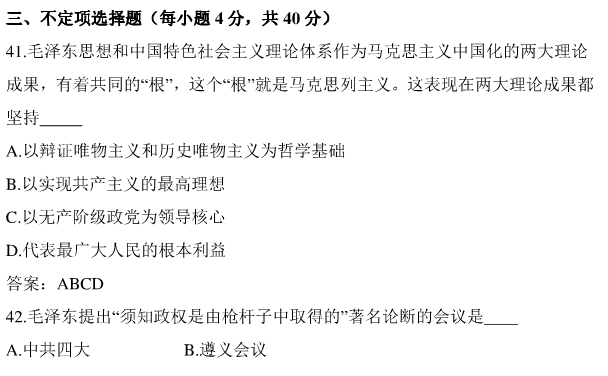 三、不定项选择题（每小题 4 分，共 40 分）
41.毛泽东思想和中国特色社会主义理论体系作为马克思主义中国化的两大理论
成果，有着共同的“根”，这个“根”就是马克思列主义。这表现在两大理论成果都
坚持_____
A.以辩证唯物主义和历史唯物主义为哲学基础
B.以实现共产主义的最高理想
C.以无产阶级政党为领导核心
D.代表最广大人民的根本利益
答案：ABCD
42.毛泽东提出“须知政权是由枪杆子中取得的”著名论断的会议是____
A.中共四大 B.遵义会议